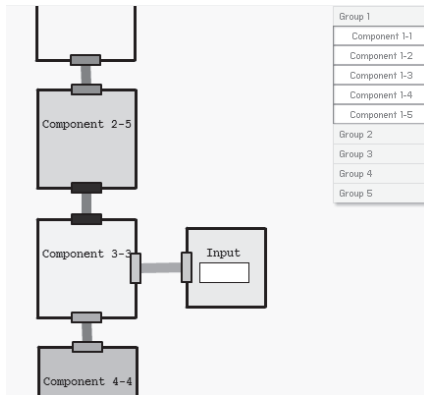 Group 1
Component 1-1
Component 1-2
Component 1-3
Component 1-4
Component 1-5
Group 2
Group 3
Group 4
Group 5
Component 2-5
Component 3-3
Input
Component 4-4